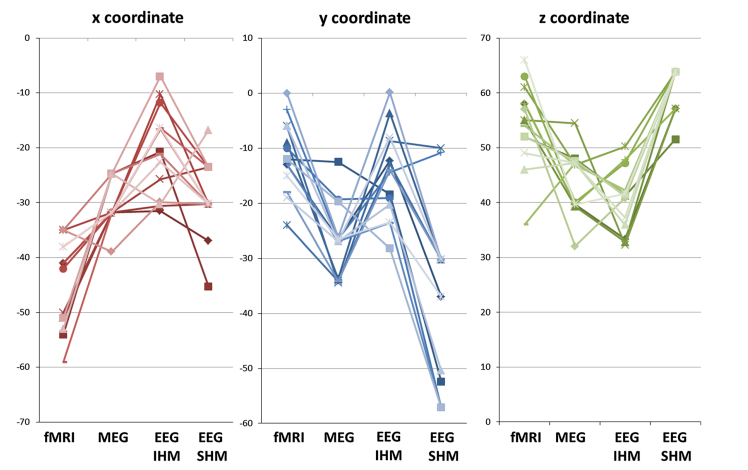 x coordinate
y coordinate
z coordinate
0
-10
-20
-30
-40
-50
-60
-70
fMRI MEG EEG EEG
IHM SHM
10
0
-10
-20
-30
-40
-50
-60
fMRI MEG EEG EEG
IHM SHM
70
60
50
40
30
20
10
0
fMRI MEG EEG EEG
IHM SHM